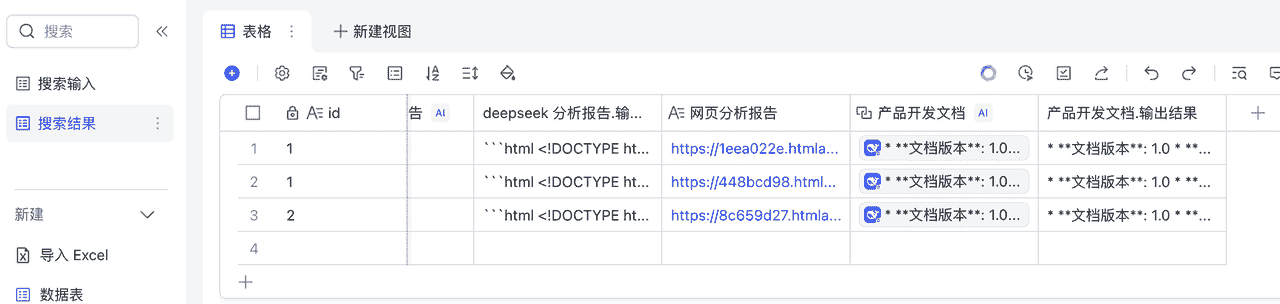 搜索
表格
新建视图
搜索输入
搜索结果
id
告 AI
deepseek 分析报告.输...
网页分析报告
产品开发文档 AI
产品开发文档.输出结果
1 1 ```html <!DOCTYPE ht... https://1eea022e.htmla... * **文档版本**: 1.0... * **文档版本**: 1.0 * **...
2 1 ```html <!DOCTYPE ht... https://448bcd98.html... * **文档版本**: 1.0... * **文档版本**: 1.0 * **...
3 2 ```html <!DOCTYPE ht... https://8c659d27.htmla... * **文档版本**: 1.0... * **文档版本**: 1.0 * **...
4
新建
导入 Excel
数据表